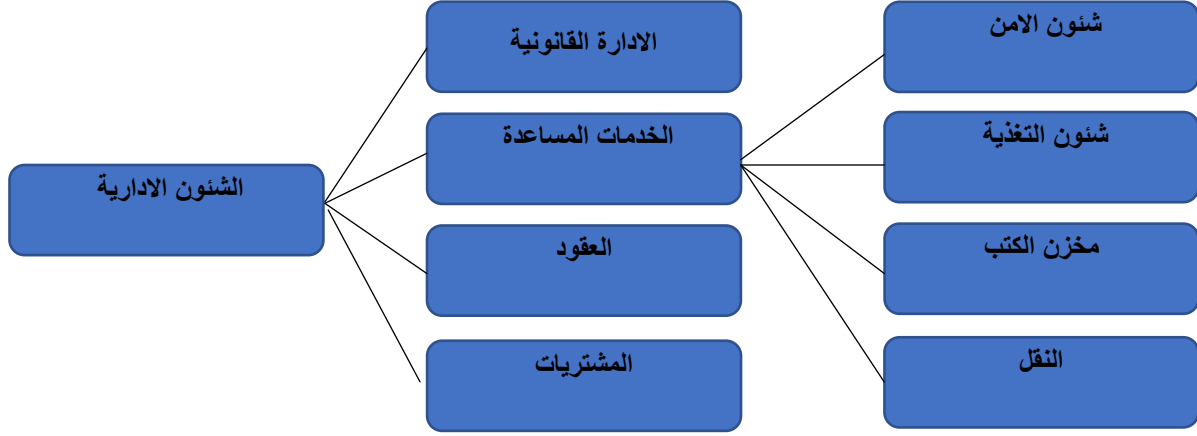 الشئون الادارية
الادارة القانونية
الخدمات المساعدة
العقود
المشتريات
شئون الامن
شئون التغذية
مخزن الكتب
النقل